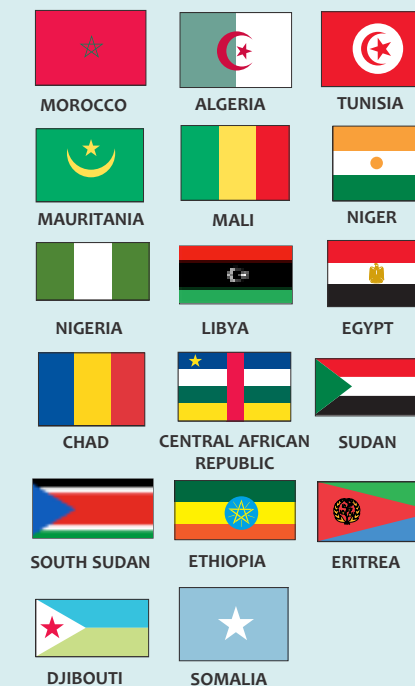 MOROCCO
ALGERIA
TUNISIA
MAURITANIA
MALI
NIGER
NIGERIA
LIBYA
EGYPT
CHAD
CENTRAL AFRICAN
REPUBLIC
SUDAN
SOUTH SUDAN
ETHIOPIA
ERITREA
DJIBOUTI
SOMALIA